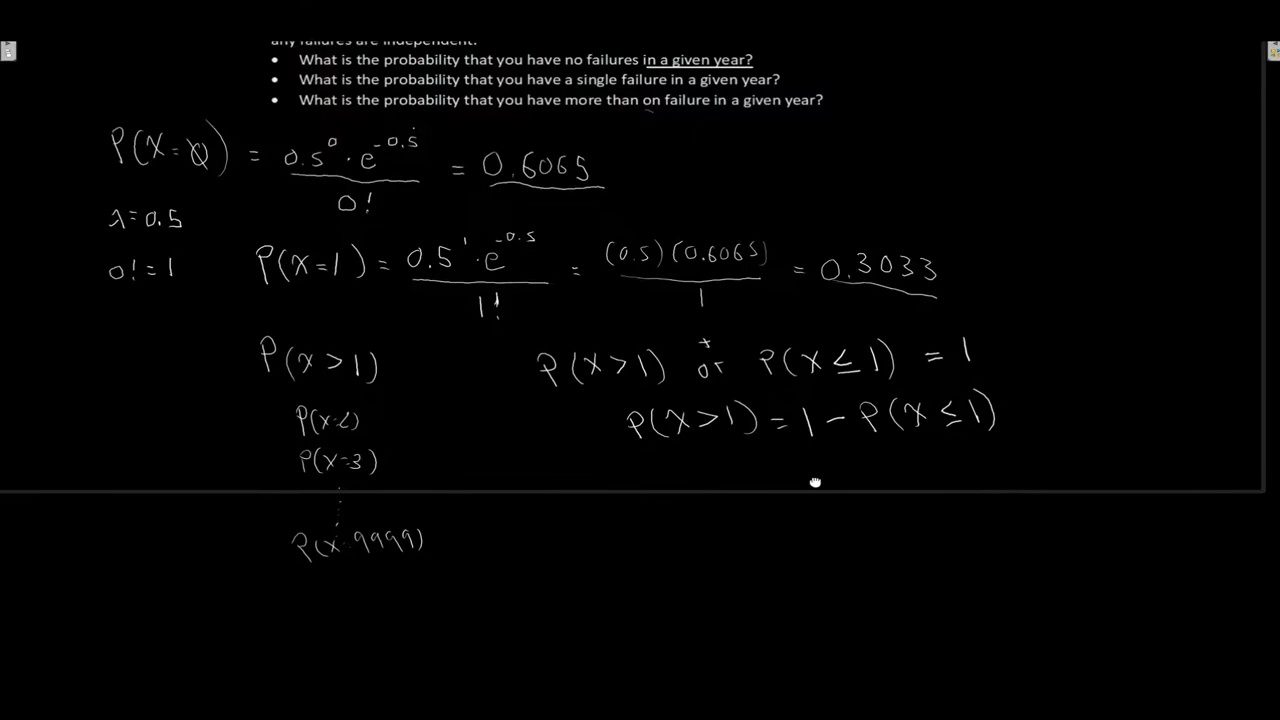 any failures are independent.
• What is the probability that you have no failures in a given year?
• What is the probability that you have a single failure in a given year?
• What is the probability that you have more than on failure in a given year?
P(X=0) = 0.5^0 · e^-0.5 / 0! = 0.6065
λ=0.5
0!=1
P(X=1) = 0.5^1 · e^-0.5 / 1! = (0.5)(0.6065) / 1 = 0.3033
P(X>1)
P(X=2)
P(X=3)
P(X=9999)
P(X>1) + or P(X≤1) = 1
P(X>1) = 1 - P(X≤1)